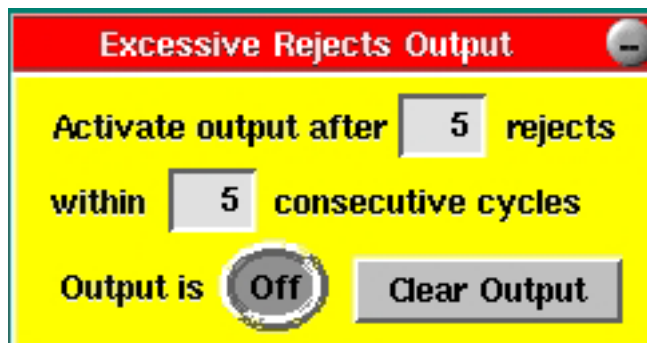 Excessive Rejects Output
Activate output after 5 rejects
within 5 consecutive cycles
Output is Off Clear Output